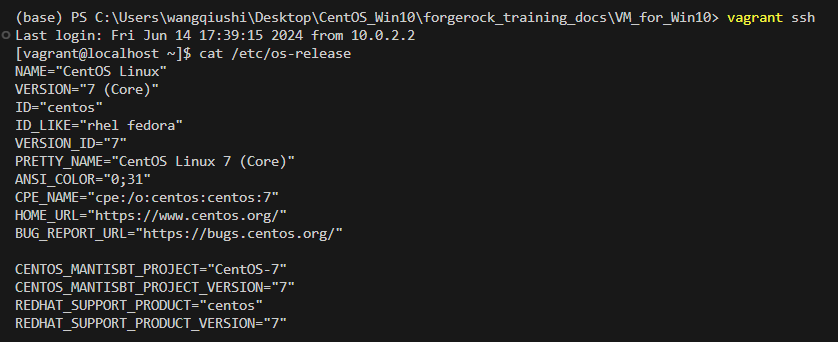 (base) PS C:\Users\wangqiushi\Desktop\CentOS_Win10\forgerock_training_docs\VM_for_Win10> vagrant ssh
Last login: Fri Jun 14 17:39:15 2024 from 10.0.2.2
[vagrant@localhost ~]$ cat /etc/os-release
NAME="CentOS Linux"
VERSION="7 (Core)"
ID="centos"
ID_LIKE="rhel fedora"
VERSION_ID="7"
PRETTY_NAME="CentOS Linux 7 (Core)"
ANSI_COLOR="0;31"
CPE_NAME="cpe:/o:centos:centos:7"
HOME_URL="https://www.centos.org/"
BUG_REPORT_URL="https://bugs.centos.org/"

CENTOS_MANTISBT_PROJECT="CentOS-7"
CENTOS_MANTISBT_PROJECT_VERSION="7"
REDHAT_SUPPORT_PRODUCT="centos"
REDHAT_SUPPORT_PRODUCT_VERSION="7"